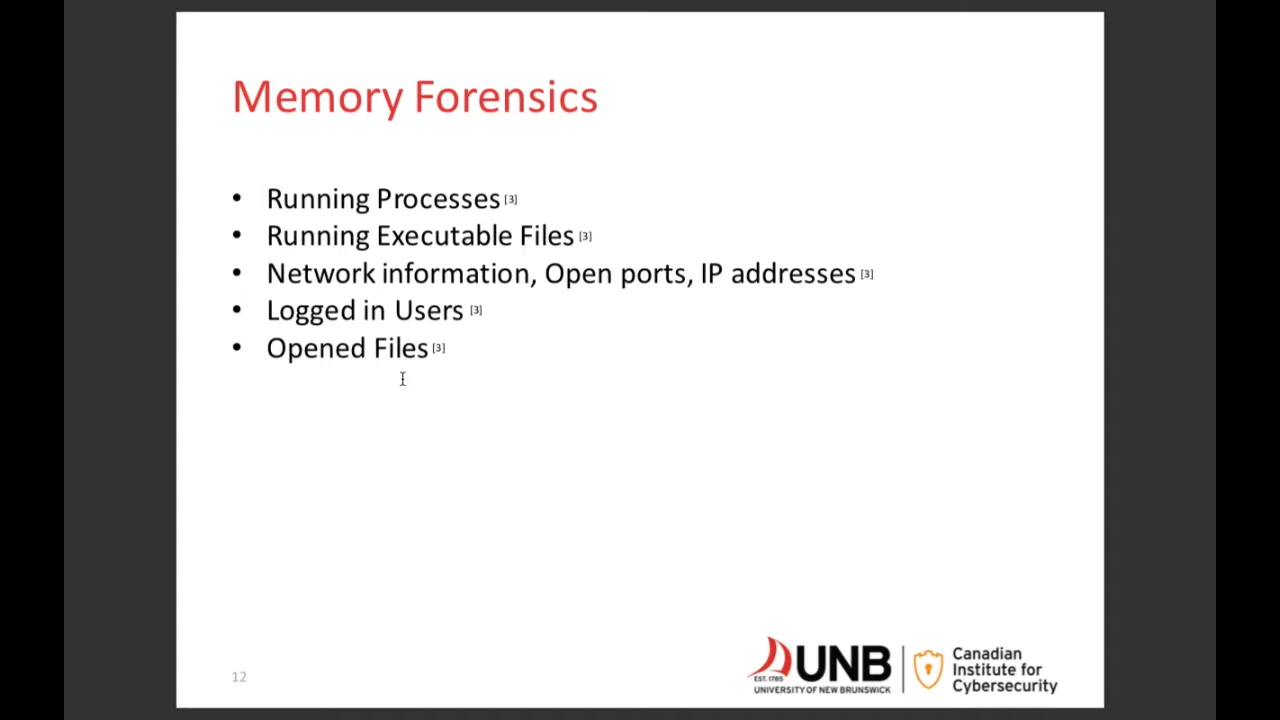 Memory Forensics
• Running Processes [3]
• Running Executable Files [3]
• Network information, Open ports, IP addresses [3]
• Logged in Users [3]
• Opened Files [3]
12
EST. 1785
UNB
UNIVERSITY OF NEW BRUNSWICK
Canadian
Institute for
Cybersecurity